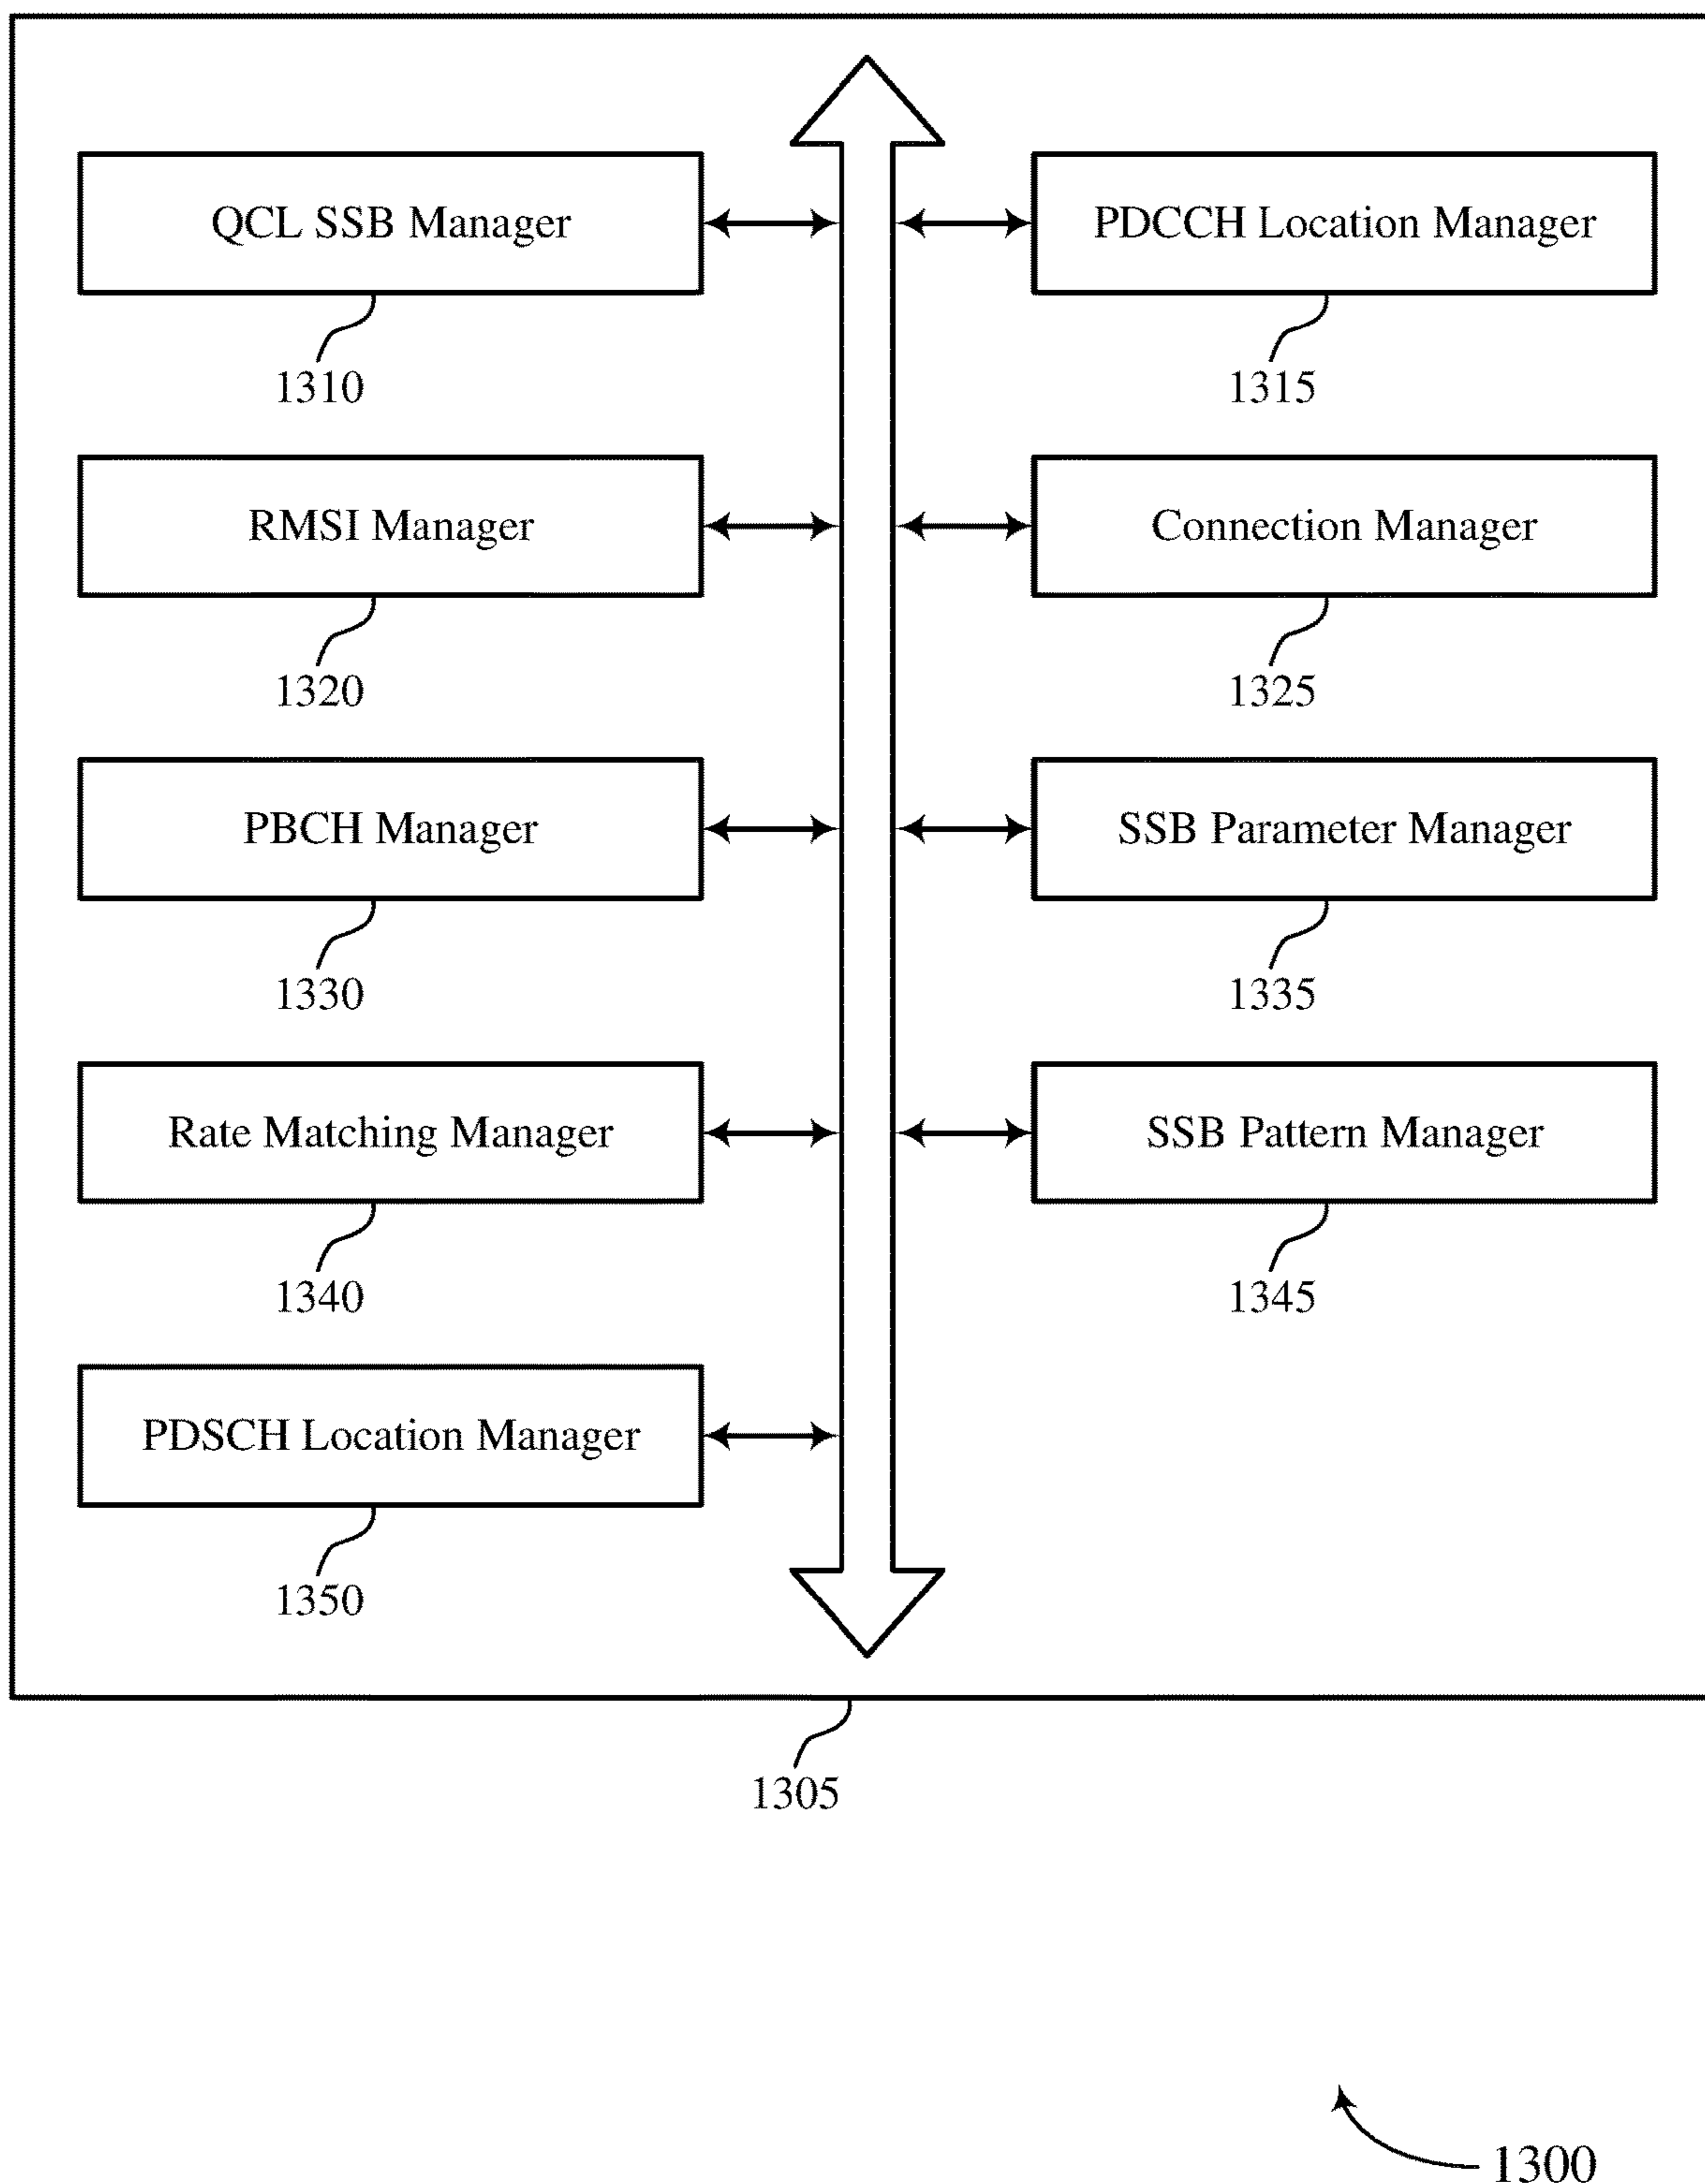 QCL SSB Manager
PDCCH Location Manager
1310
1315
RMSI Manager
Connection Manager
1320
1325
PBCH Manager
SSB Parameter Manager
1330
1335
Rate Matching Manager
SSB Pattern Manager
1340
1345
PDSCH Location Manager
1350
1305
1300